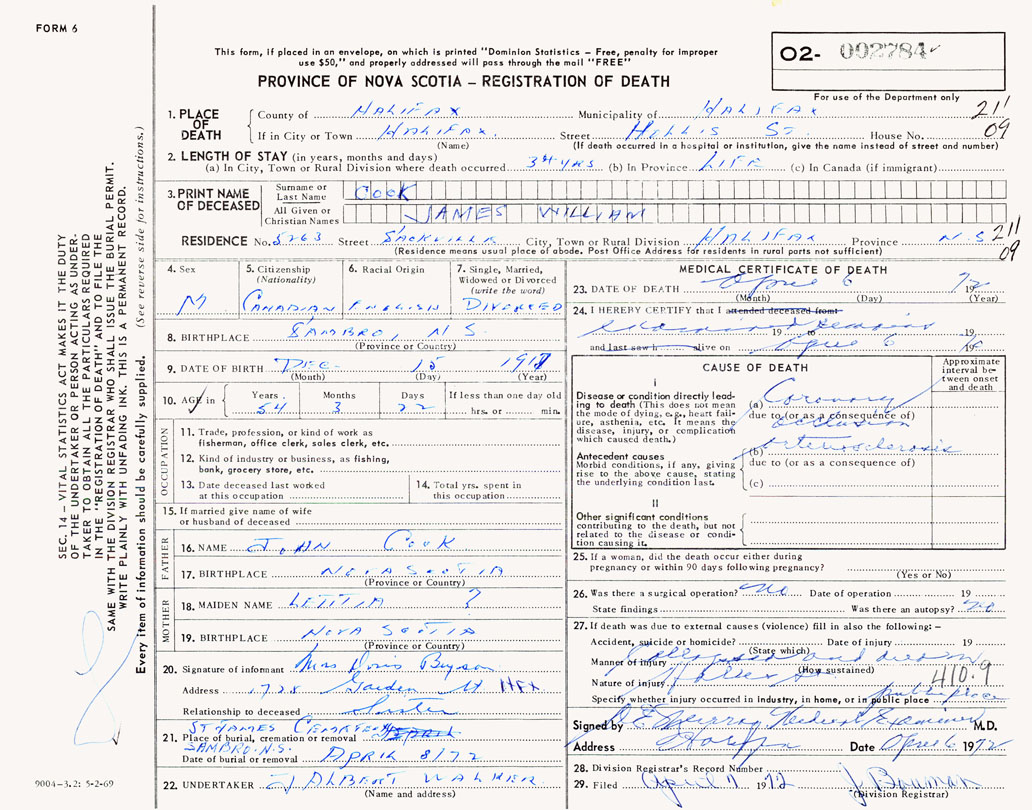 FORM 6
This form, if placed in an envelope, on which is printed "Dominion Statistics – Free, penalty for improper
use $50," and properly addressed will pass through the mail "FREE"
PROVINCE OF NOVA SCOTIA – REGISTRATION OF DEATH
O2- 002784
For use of the Department only
211
09
1. PLACE OF DEATH
County of HALIFAX Municipality of HALIFAX
If in City or Town HALIFAX. Street HOLLIS ST House No.
(Name) (If death occurred in a hospital or institution, give the name instead of street and number)
2. LENGTH OF STAY (in years, months and days)
(a) In City, Town or Rural Division where death occurred 34 YRS (b) In Province LIFE (c) In Canada (if immigrant)
3. PRINT NAME OF DECEASED
Surname or Last Name COOK
All Given or Christian Names JAMES WILLIAM
RESIDENCE No. 5263 Street SACKVILLE City, Town or Rural Division HALIFAX Province N.S
211
09
(Residence means usual place of abode. Post Office Address for residents in rural parts not sufficient)
4. Sex M
5. Citizenship (Nationality) CANADIAN
6. Racial Origin ENGLISH
7. Single, Married, Widowed or Divorced (write the word) DIVORCED
8. BIRTHPLACE SAMBRO, N S.
(Province or Country)
9. DATE OF BIRTH DEC- 15 1917
(Month) (Day) (Year)
10. AGE in Years 54 Months 3 Days 22 If less than one day old hrs. or min.
OCCUPATION
11. Trade, profession, or kind of work as
fisherman, office clerk, sales clerk, etc.
12. Kind of industry or business, as fishing,
bank, grocery store, etc.
13. Date deceased last worked
at this occupation
14. Total yrs. spent in
this occupation
15. If married give name of wife
or husband of deceased
FATHER
16. NAME JOHN COOK
17. BIRTHPLACE NOVA SCOTIA
(Province or Country)
MOTHER
18. MAIDEN NAME LETITIA ?
19. BIRTHPLACE NOVA SCOTIA
(Province or Country)
20. Signature of informant Mrs Doris
Address 1728 St HFX
Relationship to deceased Sister
ST JAMES CEMETERY
21. Place of burial, cremation or removal
SAMBRO N.S.
Date of burial or removal APRIL 8/72
22. UNDERTAKER J ALBERT WALKER.
(Name and address)
MEDICAL CERTIFICATE OF DEATH
23. DATE OF DEATH April 6 1972
(Month) (Day) (Year)
24. I HEREBY CERTIFY that I attended deceased from:
Examined remains 19 to 19
and last saw h alive on April 6 19
CAUSE OF DEATH
Approximate interval between onset and death
I
Disease or condition directly leading
to death (This does not mean
the mode of dying, e.g., heart failure,
asthenia, etc. It means the
disease, injury, or complication
which caused death.)
(a) Coronary
due to (or as a consequence of)
occlusion
Antecedent causes
Morbid conditions, if any, giving
rise to the above cause, stating
the underlying condition last.
(b) arteriosclerosis
due to (or as a consequence of)
(c)
II
Other significant conditions
contributing to the death, but not
related to the disease or condition
causing it.
25. If a woman, did the death occur either during
pregnancy or within 90 days following pregnancy?
(Yes or No)
26. Was there a surgical operation? no Date of operation 19
State findings Was there an autopsy? no
27. If death was due to external causes (violence) fill in also the following: –
Accident, suicide or homicide? Date of injury 19
(State which)
Manner of injury Collapsed and died on
(How sustained)
Nature of injury Hollis St
410.9
Specify whether injury occurred in industry, in home, or in public place public place
Signed by Medical Examiner M.D.
Address Halifax Date April 6 1972
28. Division Registrar's Record Number
29. Filed April 7 1972 J. Bauman
(Division Registrar)
SEC. 14 – VITAL STATISTICS ACT MAKES IT THE DUTY
OF THE UNDERTAKER OR PERSON ACTING AS UNDER-
TAKER TO OBTAIN ALL THE PARTICULARS REQUIRED
IN THE "REGISTRATION OF DEATH" AND TO FILE THE
SAME WITH THE DIVISION REGISTRAR WHO SHALL ISSUE THE BURIAL PERMIT.
WRITE PLAINLY WITH UNFADING INK. THIS IS A PERMANENT RECORD.
Every item of information should be carefully supplied. (See reverse side for instructions.)
9004-3.2: 5-2-69